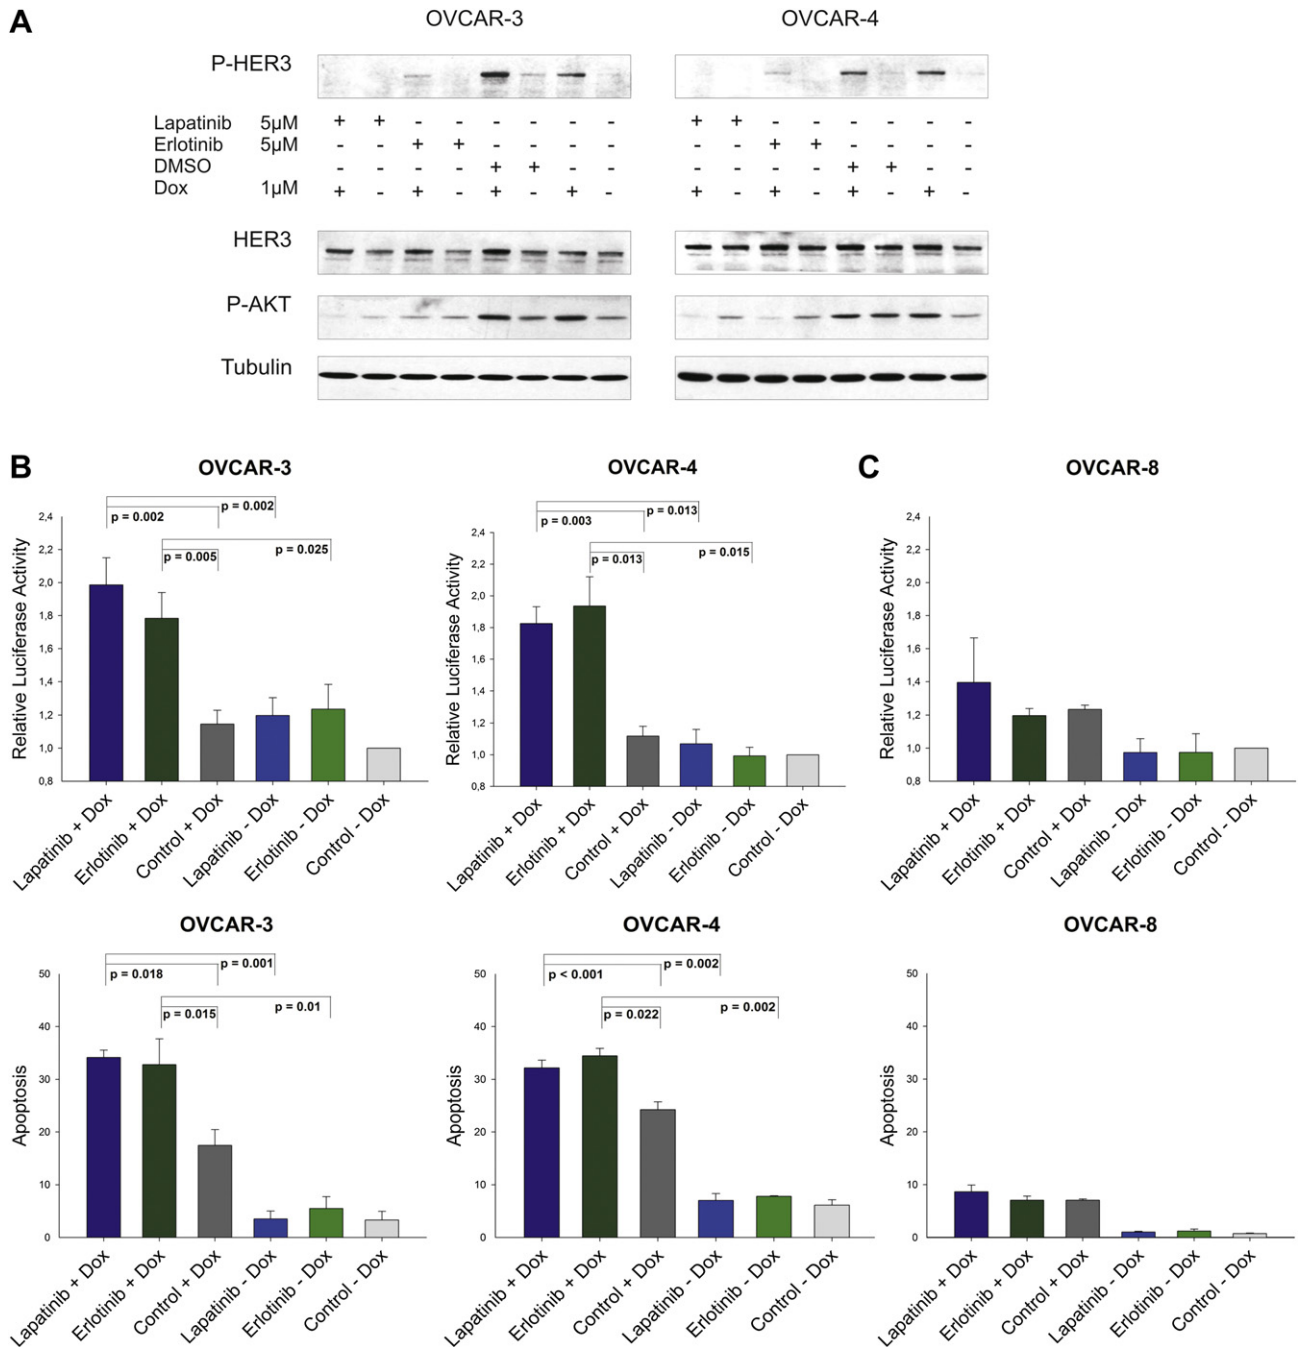 A
OVCAR-3 OVCAR-4
P-HER3
Lapatinib 5µM + + - - - - - - + + - - - - - -
Erlotinib 5µM - - + + - - - - - - + + - - - -
DMSO - - - - + + - - - - - - + + - -
Dox 1µM + - + - + - + - + - + - + - + -
HER3
P-AKT
Tubulin
B
OVCAR-3
p = 0.002
p = 0.002
p = 0.025
p = 0.005
Relative Luciferase Activity
2,4
2,2
2,0
1,8
1,6
1,4
1,2
1,0
0,8
Lapatinib + Dox
Erlotinib + Dox
Control + Dox
Lapatinib - Dox
Erlotinib - Dox
Control - Dox
OVCAR-4
p = 0.013
p = 0.003
p = 0.015
p = 0.013
Relative Luciferase Activity
2,4
2,2
2,0
1,8
1,6
1,4
1,2
1,0
0,8
Lapatinib + Dox
Erlotinib + Dox
Control + Dox
Lapatinib - Dox
Erlotinib - Dox
Control - Dox
C
OVCAR-8
Relative Luciferase Activity
2,4
2,2
2,0
1,8
1,6
1,4
1,2
1,0
0,8
Lapatinib + Dox
Erlotinib + Dox
Control + Dox
Lapatinib - Dox
Erlotinib - Dox
Control - Dox
OVCAR-3
p = 0.001
p = 0.018
p = 0.01
p = 0.015
Apoptosis
50
40
30
20
10
0
Lapatinib + Dox
Erlotinib + Dox
Control + Dox
Lapatinib - Dox
Erlotinib - Dox
Control - Dox
OVCAR-4
p = 0.002
p < 0.001
p = 0.002
p = 0.022
Apoptosis
50
40
30
20
10
0
Lapatinib + Dox
Erlotinib + Dox
Control + Dox
Lapatinib - Dox
Erlotinib - Dox
Control - Dox
OVCAR-8
Apoptosis
50
40
30
20
10
0
Lapatinib + Dox
Erlotinib + Dox
Control + Dox
Lapatinib - Dox
Erlotinib - Dox
Control - Dox